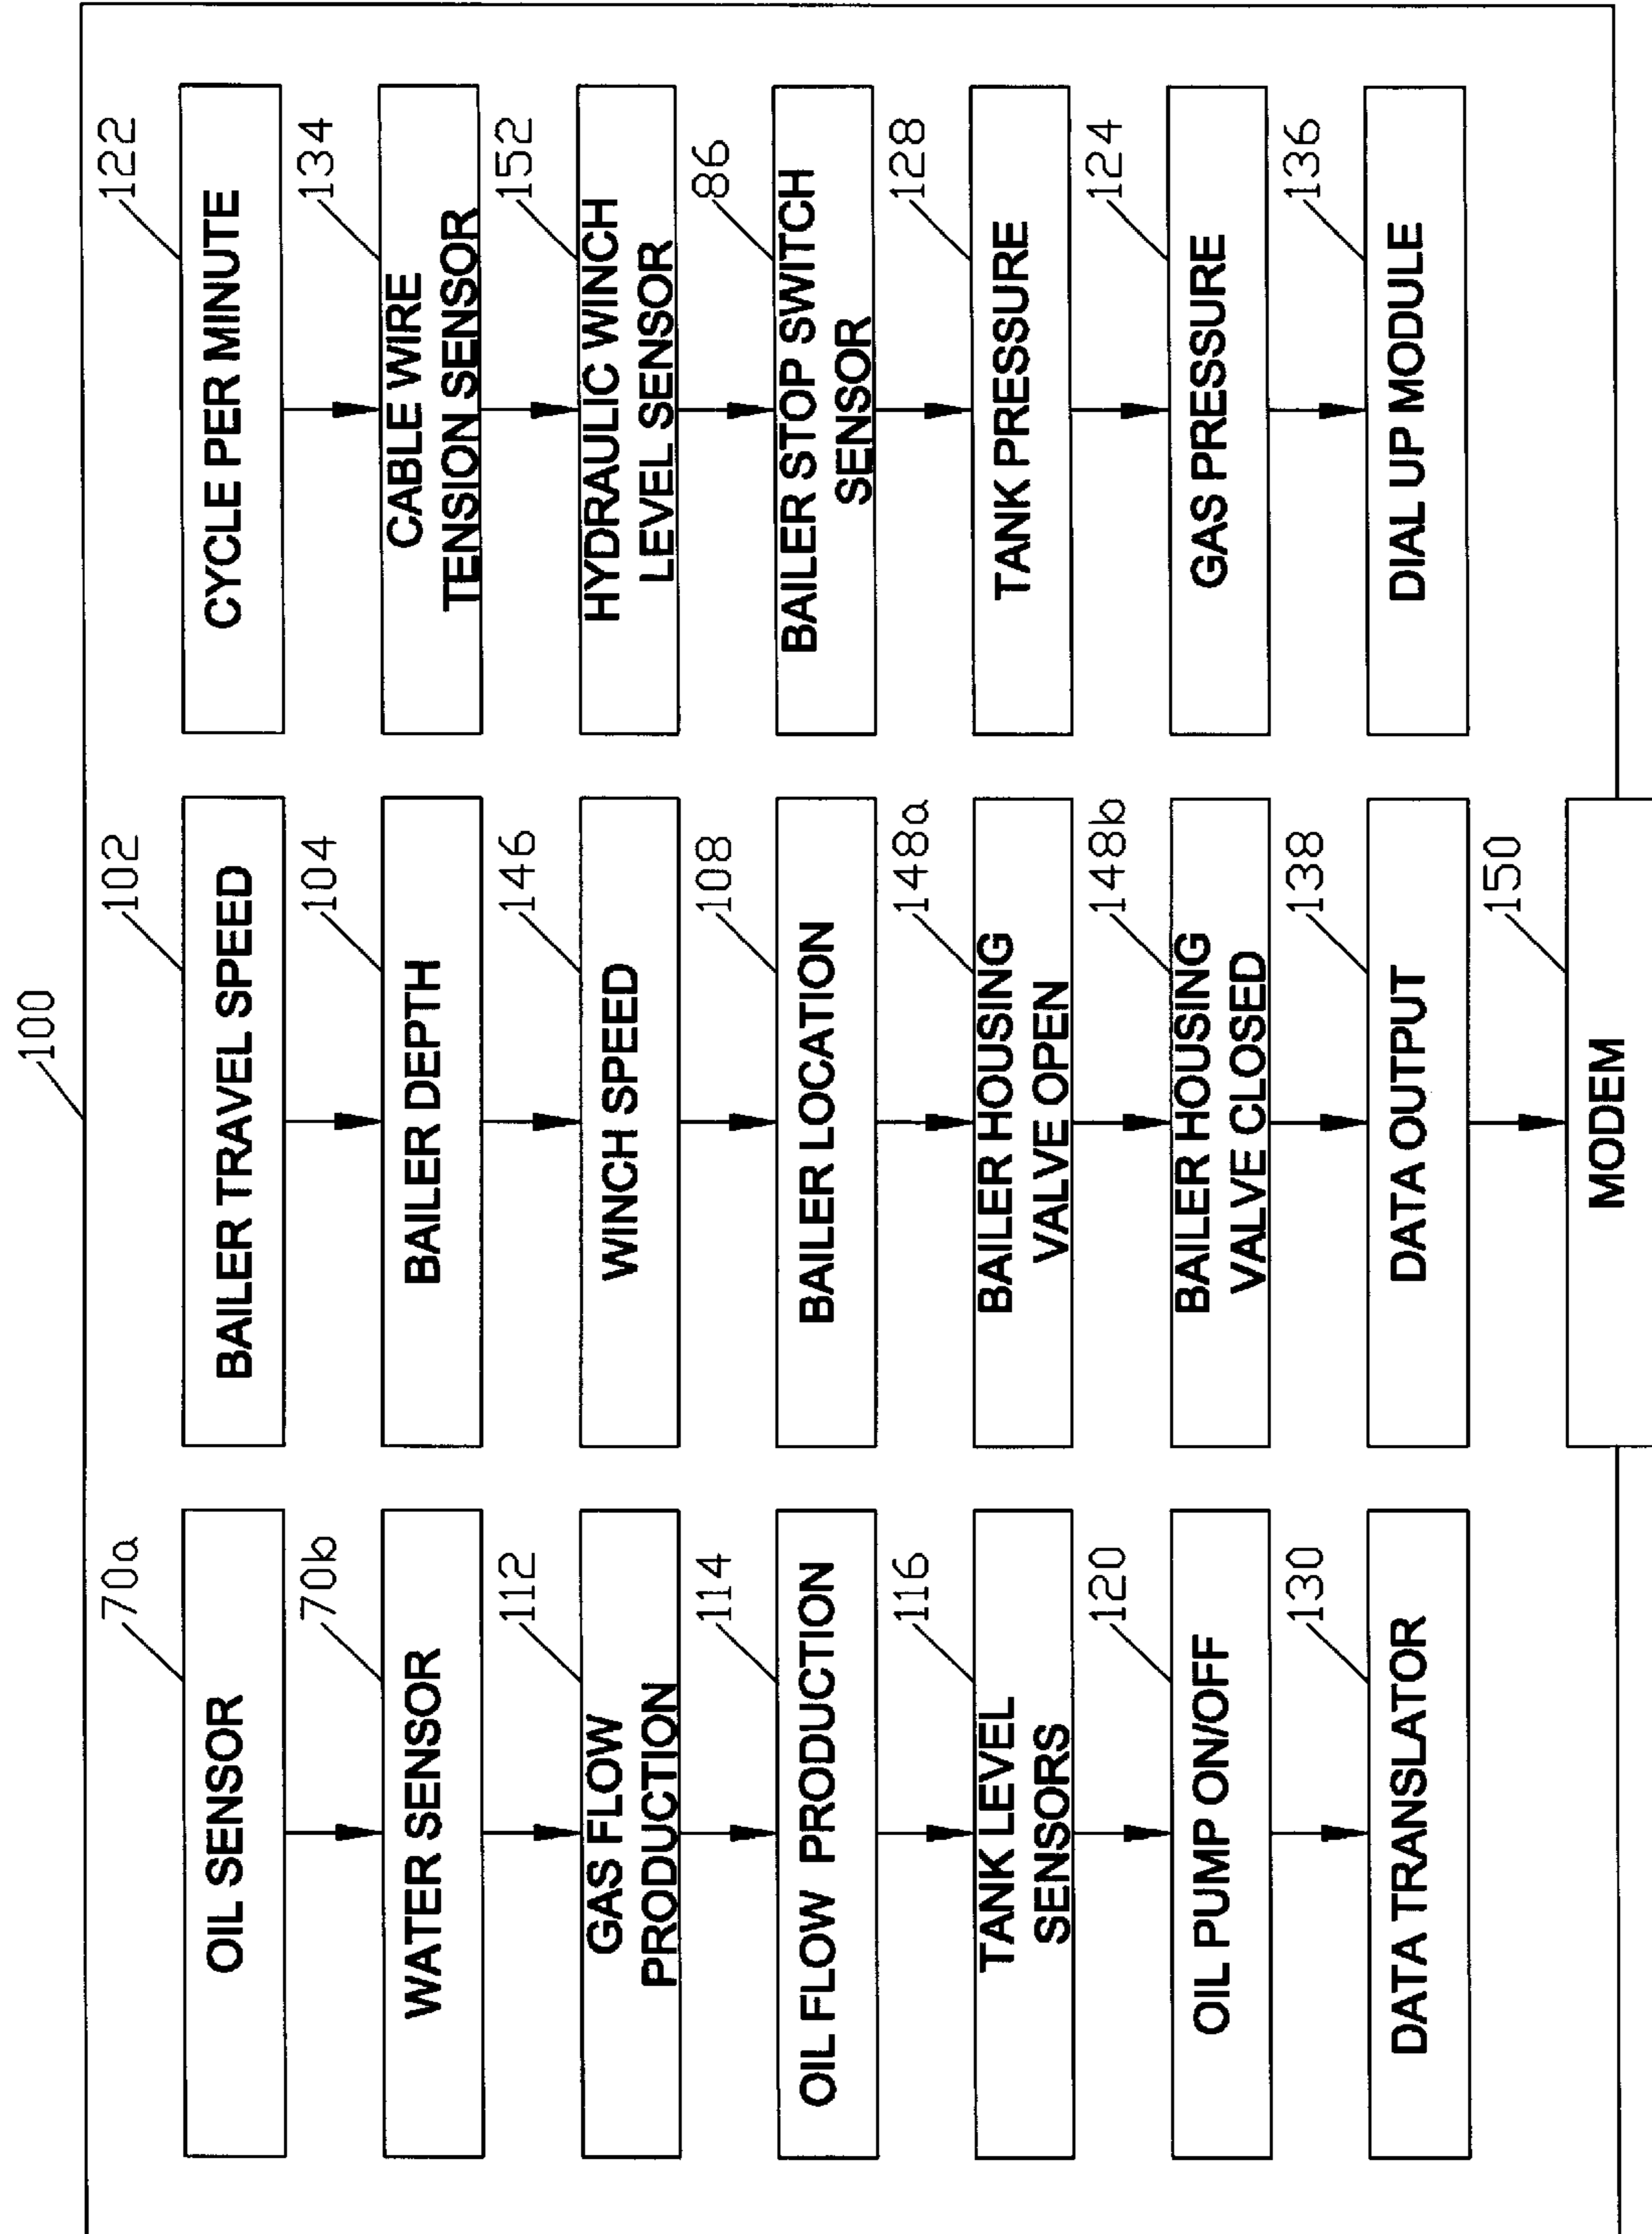 100
70a
OIL SENSOR
70b
WATER SENSOR
112
GAS FLOW
PRODUCTION
114
OIL FLOW PRODUCTION
116
TANK LEVEL
SENSORS
120
OIL PUMP ON/OFF
130
DATA TRANSLATOR
102
BAILER TRAVEL SPEED
104
BAILER DEPTH
146
WINCH SPEED
108
BAILER LOCATION
148a
BAILER HOUSING
VALVE OPEN
148b
BAILER HOUSING
VALVE CLOSED
138
DATA OUTPUT
150
MODEM
122
CYCLE PER MINUTE
134
CABLE WIRE
TENSION SENSOR
152
HYDRAULIC WINCH
LEVEL SENSOR
86
BAILER STOP SWITCH
SENSOR
128
TANK PRESSURE
124
GAS PRESSURE
136
DIAL UP MODULE